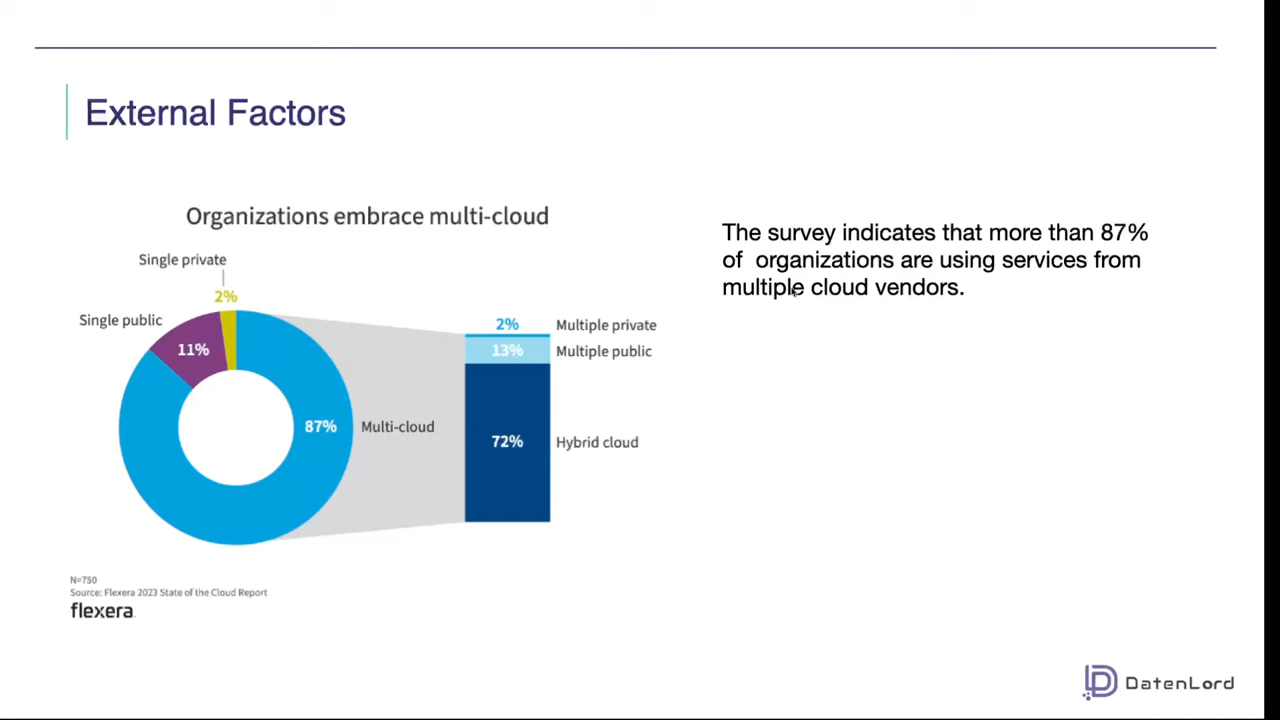 External Factors
Organizations embrace multi-cloud
Single private
2%
Single public
11%
87%
Multi-cloud
2%
Multiple private
13%
Multiple public
72%
Hybrid cloud
N=750
Source: Flexera 2023 State of the Cloud Report
flexera
The survey indicates that more than 87%
of organizations are using services from
multiple cloud vendors.
DatenLord